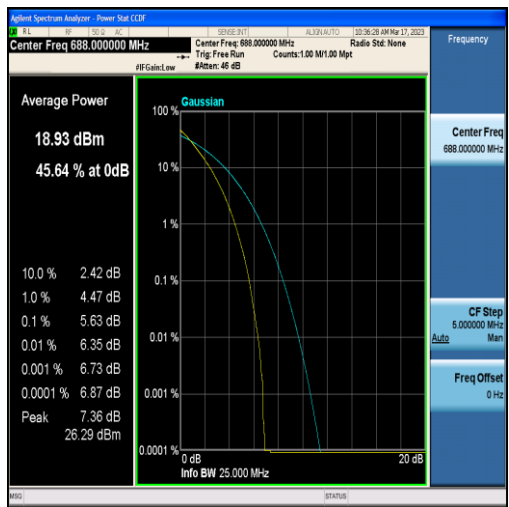 Agilent Spectrum Analyzer - Power Stat CCDF
RL RF 50 Ω AC SENSE:INT ALIGN AUTO 10:36:28 AM Mar 17, 2023
Center Freq 688.000000 MHz
Center Freq: 688.000000 MHz Radio Std: None
Trig: Free Run Counts:1.00 M/1.00 Mpt
#IFGain:Low #Atten: 46 dB
Frequency
Average Power
18.93 dBm
45.64 % at 0dB
10.0 % 2.42 dB
1.0 % 4.47 dB
0.1 % 5.63 dB
0.01 % 6.35 dB
0.001 % 6.73 dB
0.0001 % 6.87 dB
Peak 7.36 dB
26.29 dBm
Gaussian
100 %
10 %
1 %
0.1 %
0.01 %
0.001 %
0.0001 %
0 dB 20 dB
Info BW 25.000 MHz
Center Freq
688.000000 MHz
CF Step
5.000000 MHz
Auto Man
Freq Offset
0 Hz
MSG STATUS